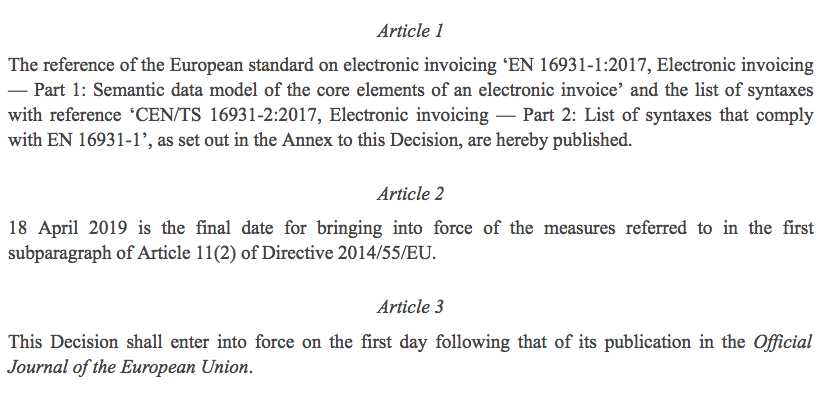 Article 1
The reference of the European standard on electronic invoicing ‘EN 16931-1:2017, Electronic invoicing
— Part 1: Semantic data model of the core elements of an electronic invoice’ and the list of syntaxes
with reference ‘CEN/TS 16931-2:2017, Electronic invoicing — Part 2: List of syntaxes that comply
with EN 16931-1’, as set out in the Annex to this Decision, are hereby published.
Article 2
18 April 2019 is the final date for bringing into force of the measures referred to in the first
subparagraph of Article 11(2) of Directive 2014/55/EU.
Article 3
This Decision shall enter into force on the first day following that of its publication in the Official
Journal of the European Union.